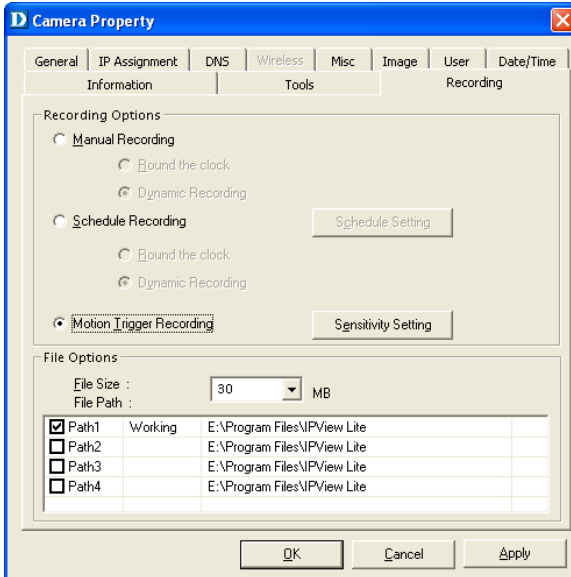 D Camera Property
General IP Assignment DNS Wireless Misc Image User Date/Time
Information Tools Recording
Recording Options
Manual Recording
Round the clock
Dynamic Recording
Schedule Recording Schedule Setting
Round the clock
Dynamic Recording
Motion Trigger Recording Sensitivity Setting
File Options
File Size : 30 MB
File Path :
Path1 Working E:\Program Files\IPView Lite
Path2 E:\Program Files\IPView Lite
Path3 E:\Program Files\IPView Lite
Path4 E:\Program Files\IPView Lite
OK Cancel Apply